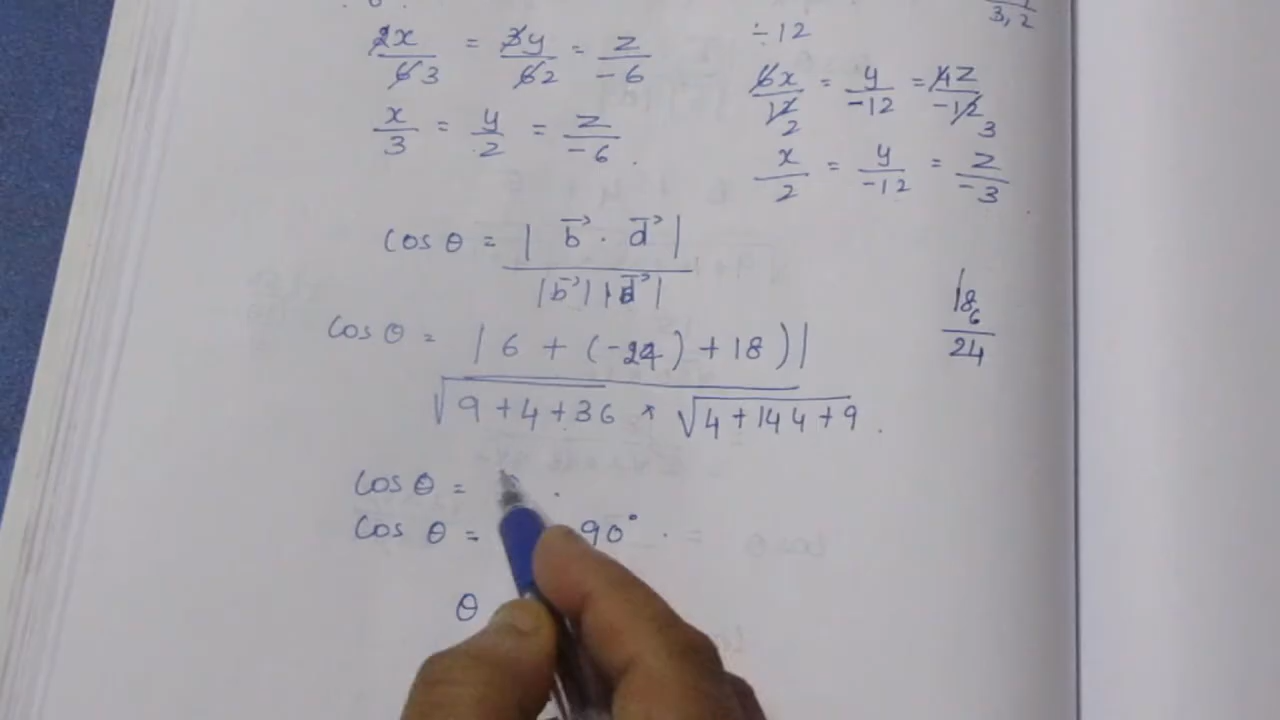 3, 2
2x/6 3 = 3y/6 2 = z/-6
÷12
6x/12 2 = y/-12 = 4z/-12 3
x/3 = y/2 = z/-6 .
x/2 = y/-12 = z/-3
cos θ = | b⃗ . d⃗ | / |b⃗| |d⃗|
18 6/24
cos θ = | 6 + (-24) + 18 ) | / √9+4+36 * √4+144+9 .
cos θ =
cos θ = 90° .
θ